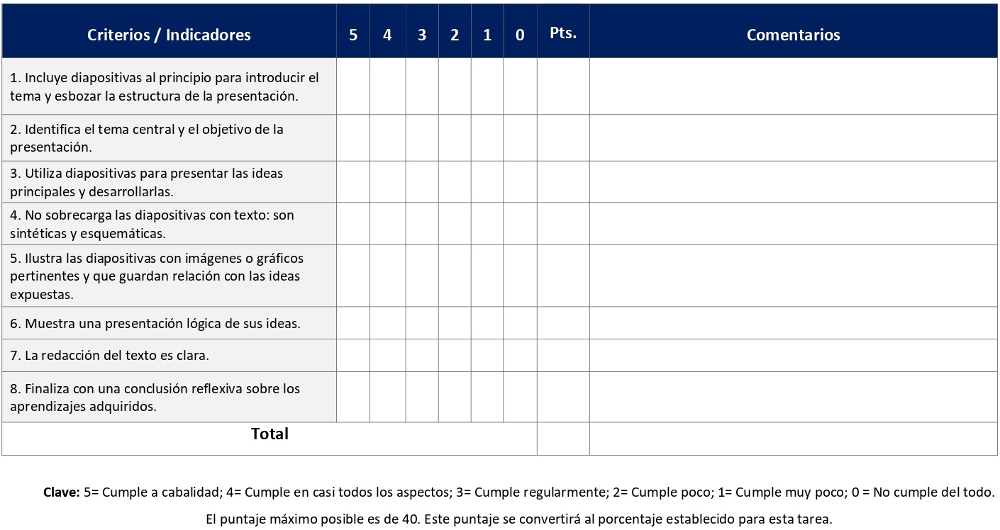 Criterios / Indicadores 5 4 3 2 1 0 Pts. Comentarios
1. Incluye diapositivas al principio para introducir el
tema y esbozar la estructura de la presentación.
2. Identifica el tema central y el objetivo de la
presentación.
3. Utiliza diapositivas para presentar las ideas
principales y desarrollarlas.
4. No sobrecarga las diapositivas con texto: son
sintéticas y esquemáticas.
5. Ilustra las diapositivas con imágenes o gráficos
pertinentes y que guardan relación con las ideas
expuestas.
6. Muestra una presentación lógica de sus ideas.
7. La redacción del texto es clara.
8. Finaliza con una conclusión reflexiva sobre los
aprendizajes adquiridos.
Total
Clave: 5= Cumple a cabalidad; 4= Cumple en casi todos los aspectos; 3= Cumple regularmente; 2= Cumple poco; 1= Cumple muy poco; 0 = No cumple del todo.
El puntaje máximo posible es de 40. Este puntaje se convertirá al porcentaje establecido para esta tarea.